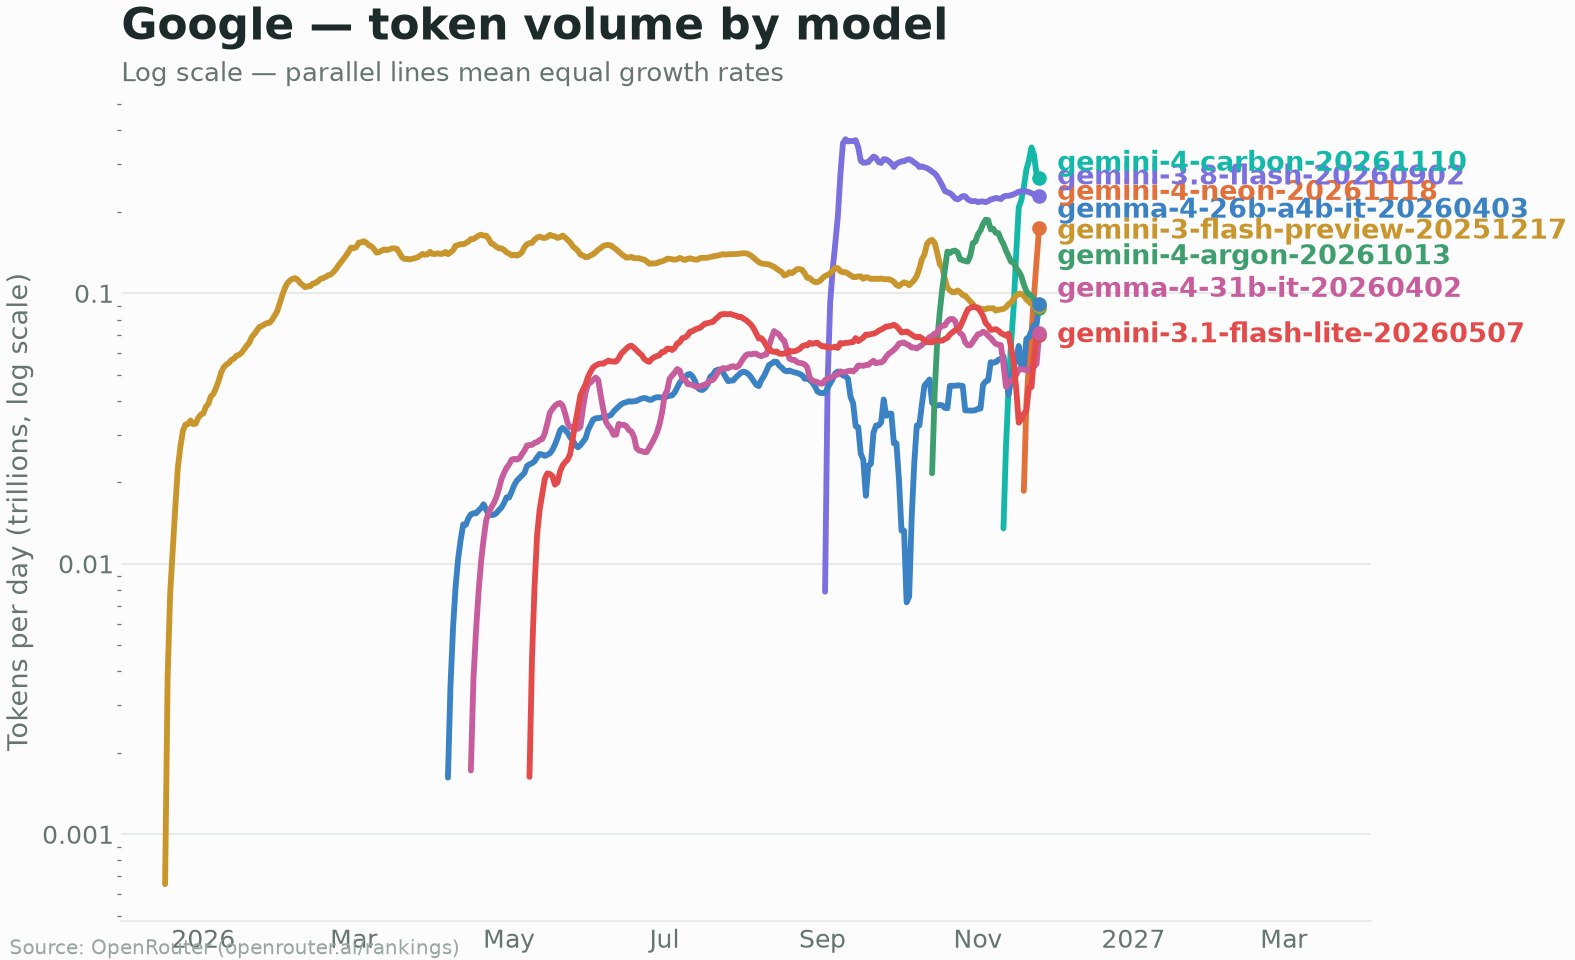 Google — token volume by model
Log scale — parallel lines mean equal growth rates
Tokens per day (trillions, log scale)
0.1
0.01
0.001
gemini-4-carbon-20261110
gemini-3.8-flash-20260902
gemini-4-neon-20261118
gemma-4-26b-a4b-it-20260403
gemini-3-flash-preview-20251217
gemini-4-argon-20261013
gemma-4-31b-it-20260402
gemini-3.1-flash-lite-20260507
2026 Mar May Jul Sep Nov 2027 Mar
Source: OpenRouter (openrouter.ai/rankings)